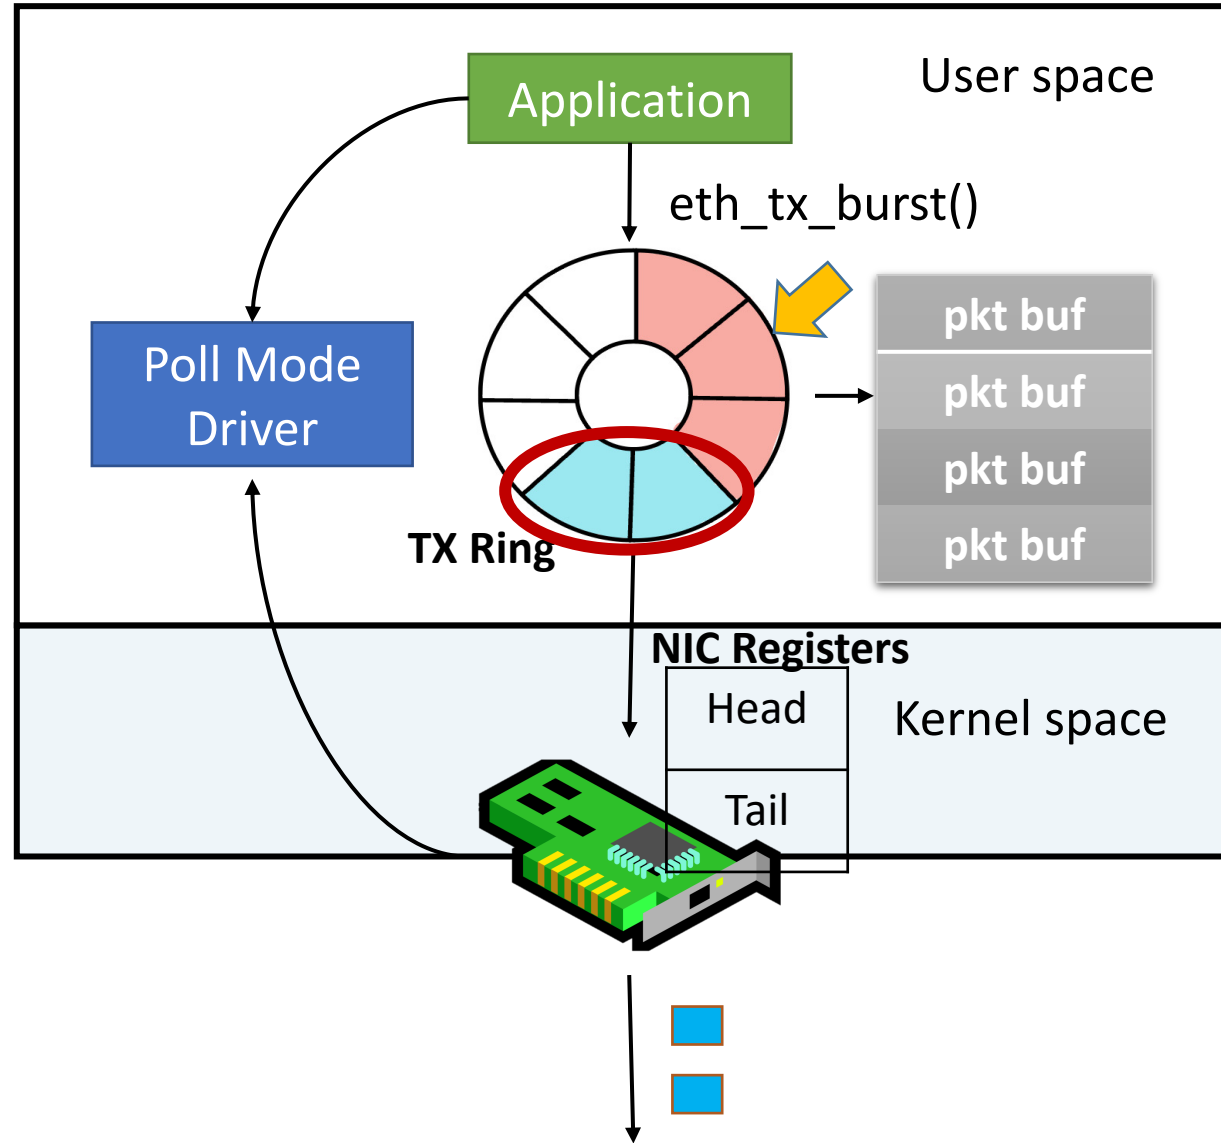 User space
Application
eth_tx_burst()
Poll Mode
Driver
pkt buf
pkt buf
pkt buf
pkt buf
TX Ring
NIC Registers
Head
Kernel space
Tail